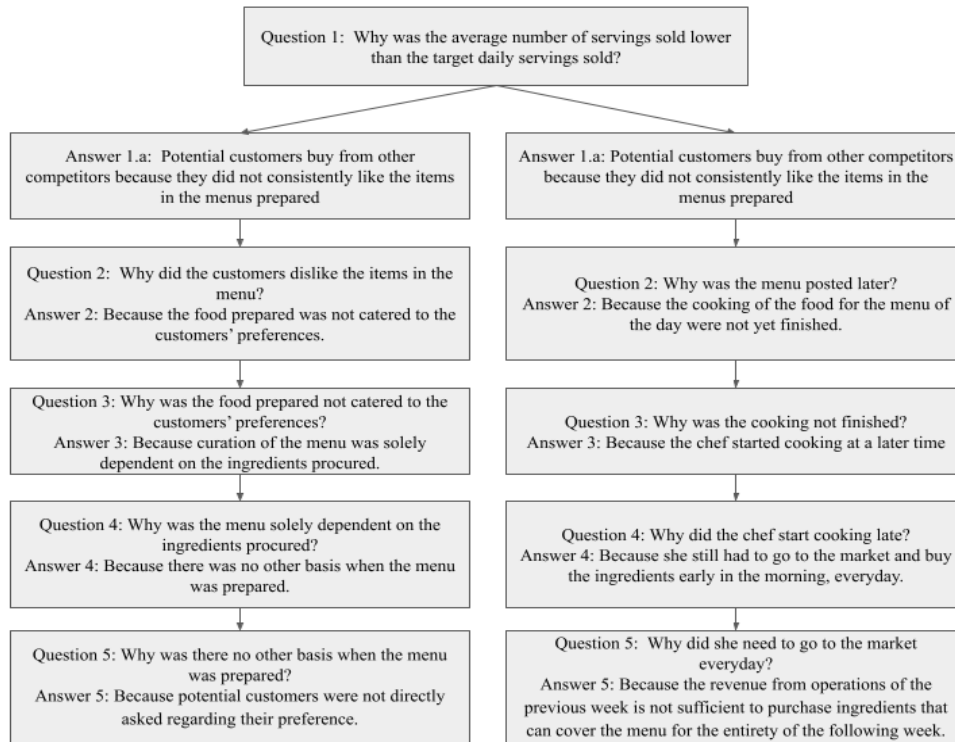 Question 1:  Why was the average number of servings sold lower
than the target daily servings sold?
Answer 1.a:  Potential customers buy from other
competitors because they did not consistently like the items
in the menus prepared
Question 2:  Why did the customers dislike the items in the
menu?
Answer 2: Because the food prepared was not catered to the
customers’ preferences.
Question 3: Why was the food prepared not catered to the
customers’ preferences?
Answer 3: Because curation of the menu was solely
dependent on the ingredients procured.
Question 4: Why was the menu solely dependent on the
ingredients procured?
Answer 4: Because there was no other basis when the menu
was prepared.
Question 5: Why was there no other basis when the menu
was prepared?
Answer 5: Because potential customers were not directly
asked regarding their preference.
Answer 1.a: Potential customers buy from other competitors
because they did not consistently like the items in the
menus prepared
Question 2: Why was the menu posted later?
Answer 2: Because the cooking of the food for the menu of
the day were not yet finished.
Question 3: Why was the cooking not finished?
Answer 3: Because the chef started cooking at a later time
Question 4: Why did the chef start cooking late?
Answer 4: Because she still had to go to the market and buy
the ingredients early in the morning, everyday.
Question 5:  Why did she need to go to the market
everyday?
Answer 5: Because the revenue from operations of the
previous week is not sufficient to purchase ingredients that
can cover the menu for the entirety of the following week.